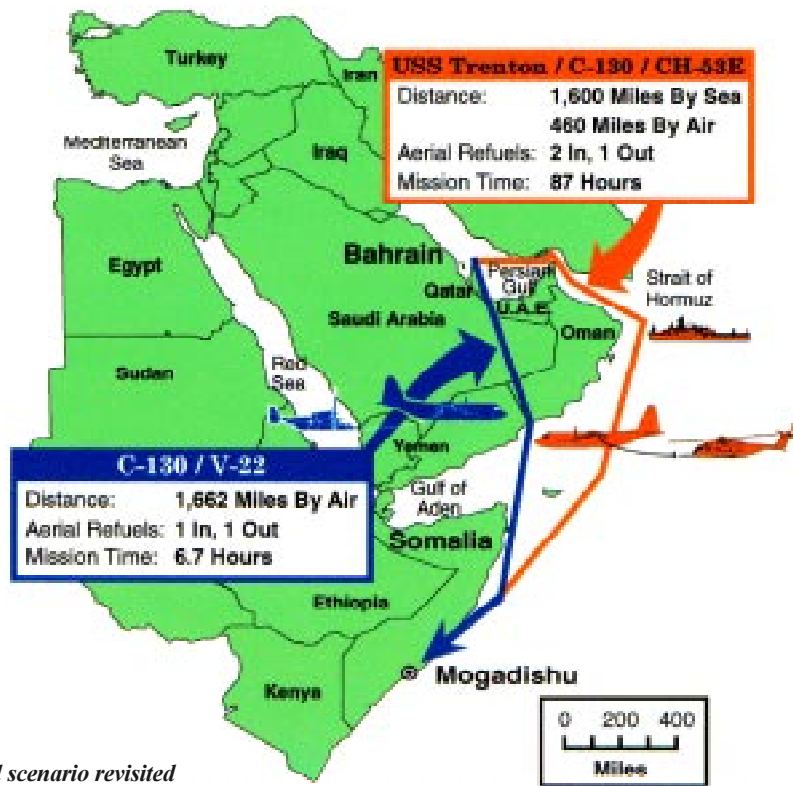 Turkey
Iran
USS Trenton / C-130 / CH-53E
Distance: 1,600 Miles By Sea
460 Miles By Air
Aerial Refuels: 2 In, 1 Out
Mission Time: 87 Hours
Mediterranean
Sea
Iraq
Egypt
Bahrain
Qatar
Persian
Gulf
U.A.E.
Strait of
Hormuz
Saudi Arabia
Oman
Sudan
Red
Sea
Yemen
C-130 / V-22
Distance: 1,662 Miles By Air
Aerial Refuels: 1 In, 1 Out
Mission Time: 6.7 Hours
Gulf of
Aden
Somalia
Ethiopia
Kenya
Mogadishu
0 200 400
Miles
scenario revisited